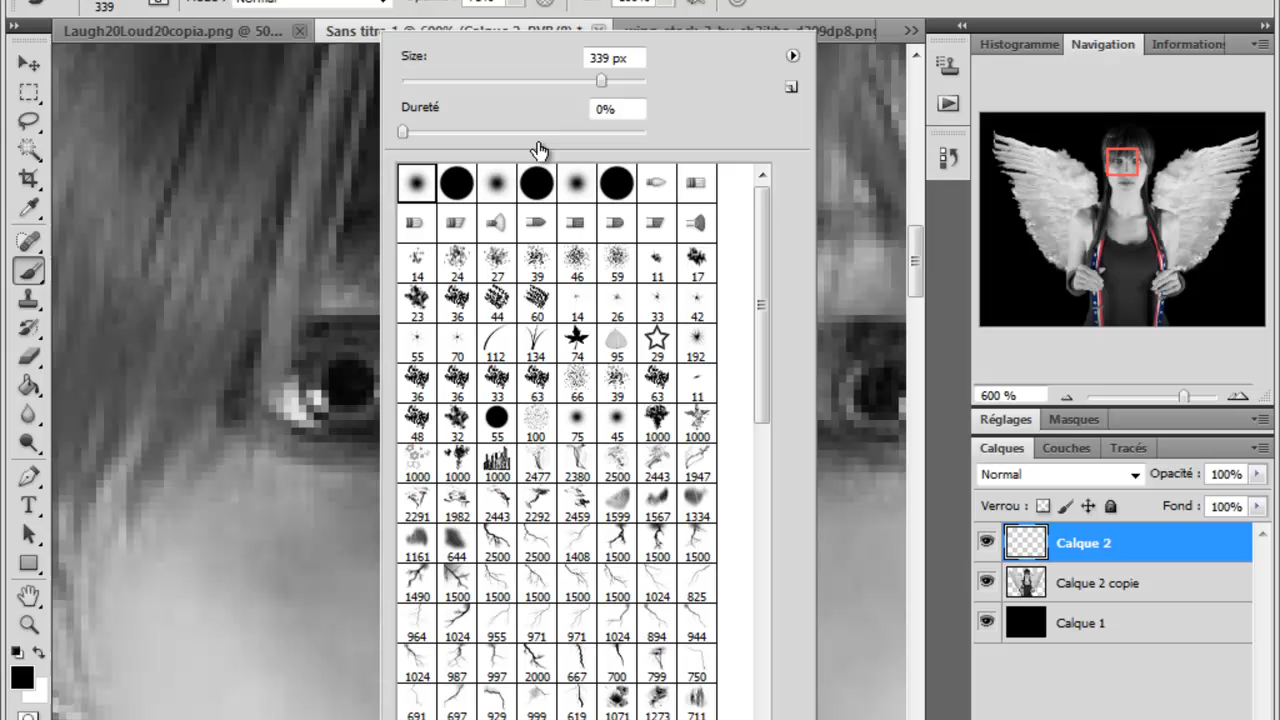 339
Normal
Laugh20Loud20copia.png @ 50...
Sans titre 1 @ 600% (Calque 2, RVB/8) *
Size:
339 px
Dureté
0%
14 24 27 39 46 59 11 17
23 36 44 60 14 26 33 42
55 70 112 134 74 95 29 192
36 36 33 63 66 39 63 11
48 32 55 100 75 45 1000 1000
1000 1000 1000 2477 2380 2500 2443 1947
2291 1982 2443 2292 2459 1599 1567 1334
1161 644 2500 2500 1408 1500 1500 1500
1490 1500 1500 1500 1500 1500 1024 825
964 1024 955 971 971 1024 894 944
1024 987 997 2000 667 700 799 750
691 697 929 999 619 1071 1273 711
Histogramme Navigation Informations
600 %
Réglages Masques
Calques Couches Tracés
Normal Opacité : 100%
Verrou : Fond : 100%
Calque 2
Calque 2 copie
Calque 1
T